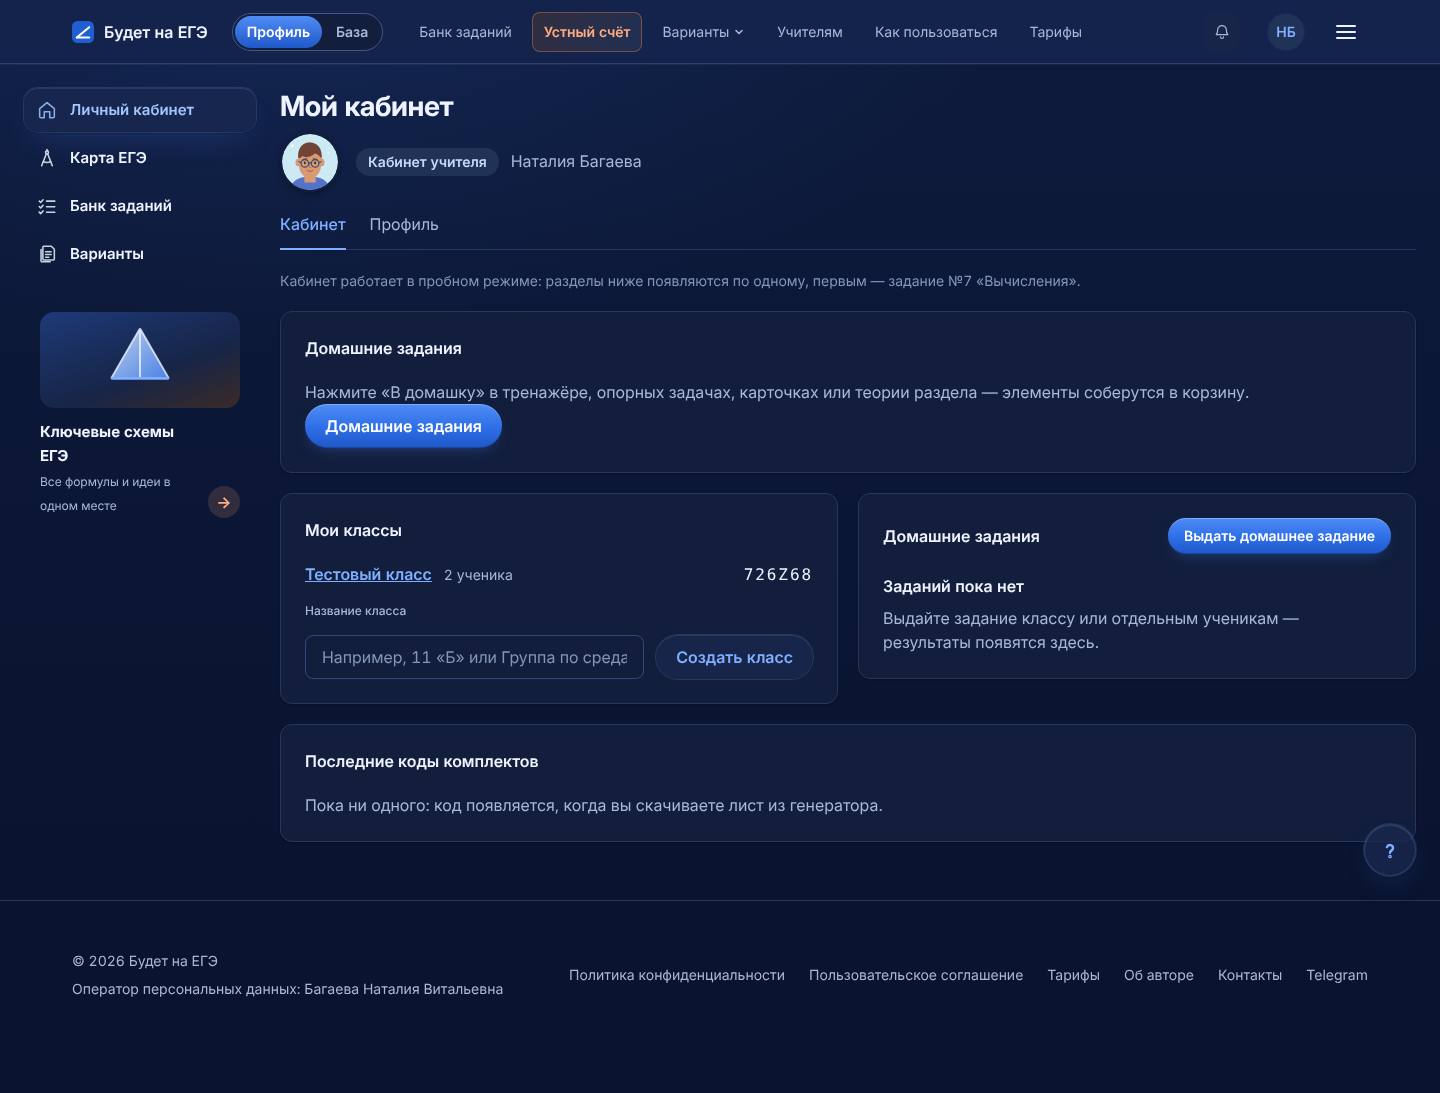 Будет на ЕГЭ
Профиль База
Банк заданий
Устный счёт
Варианты
Учителям
Как пользоваться
Тарифы
НБ
Личный кабинет
Карта ЕГЭ
Банк заданий
Варианты
Ключевые схемы
ЕГЭ
Все формулы и идеи в
одном месте
Мой кабинет
Кабинет учителя Наталия Багаева
Кабинет Профиль
Кабинет работает в пробном режиме: разделы ниже появляются по одному, первым — задание №7 «Вычисления».
Домашние задания
Нажмите «В домашку» в тренажёре, опорных задачах, карточках или теории раздела — элементы соберутся в корзину.
Домашние задания
Мои классы
Тестовый класс 2 ученика 726Z68
Название класса
Например, 11 «Б» или Группа по среда
Создать класс
Домашние задания
Выдать домашнее задание
Заданий пока нет
Выдайте задание классу или отдельным ученикам —
результаты появятся здесь.
Последние коды комплектов
Пока ни одного: код появляется, когда вы скачиваете лист из генератора.
?
© 2026 Будет на ЕГЭ
Оператор персональных данных: Багаева Наталия Витальевна
Политика конфиденциальности Пользовательское соглашение Тарифы Об авторе Контакты Telegram